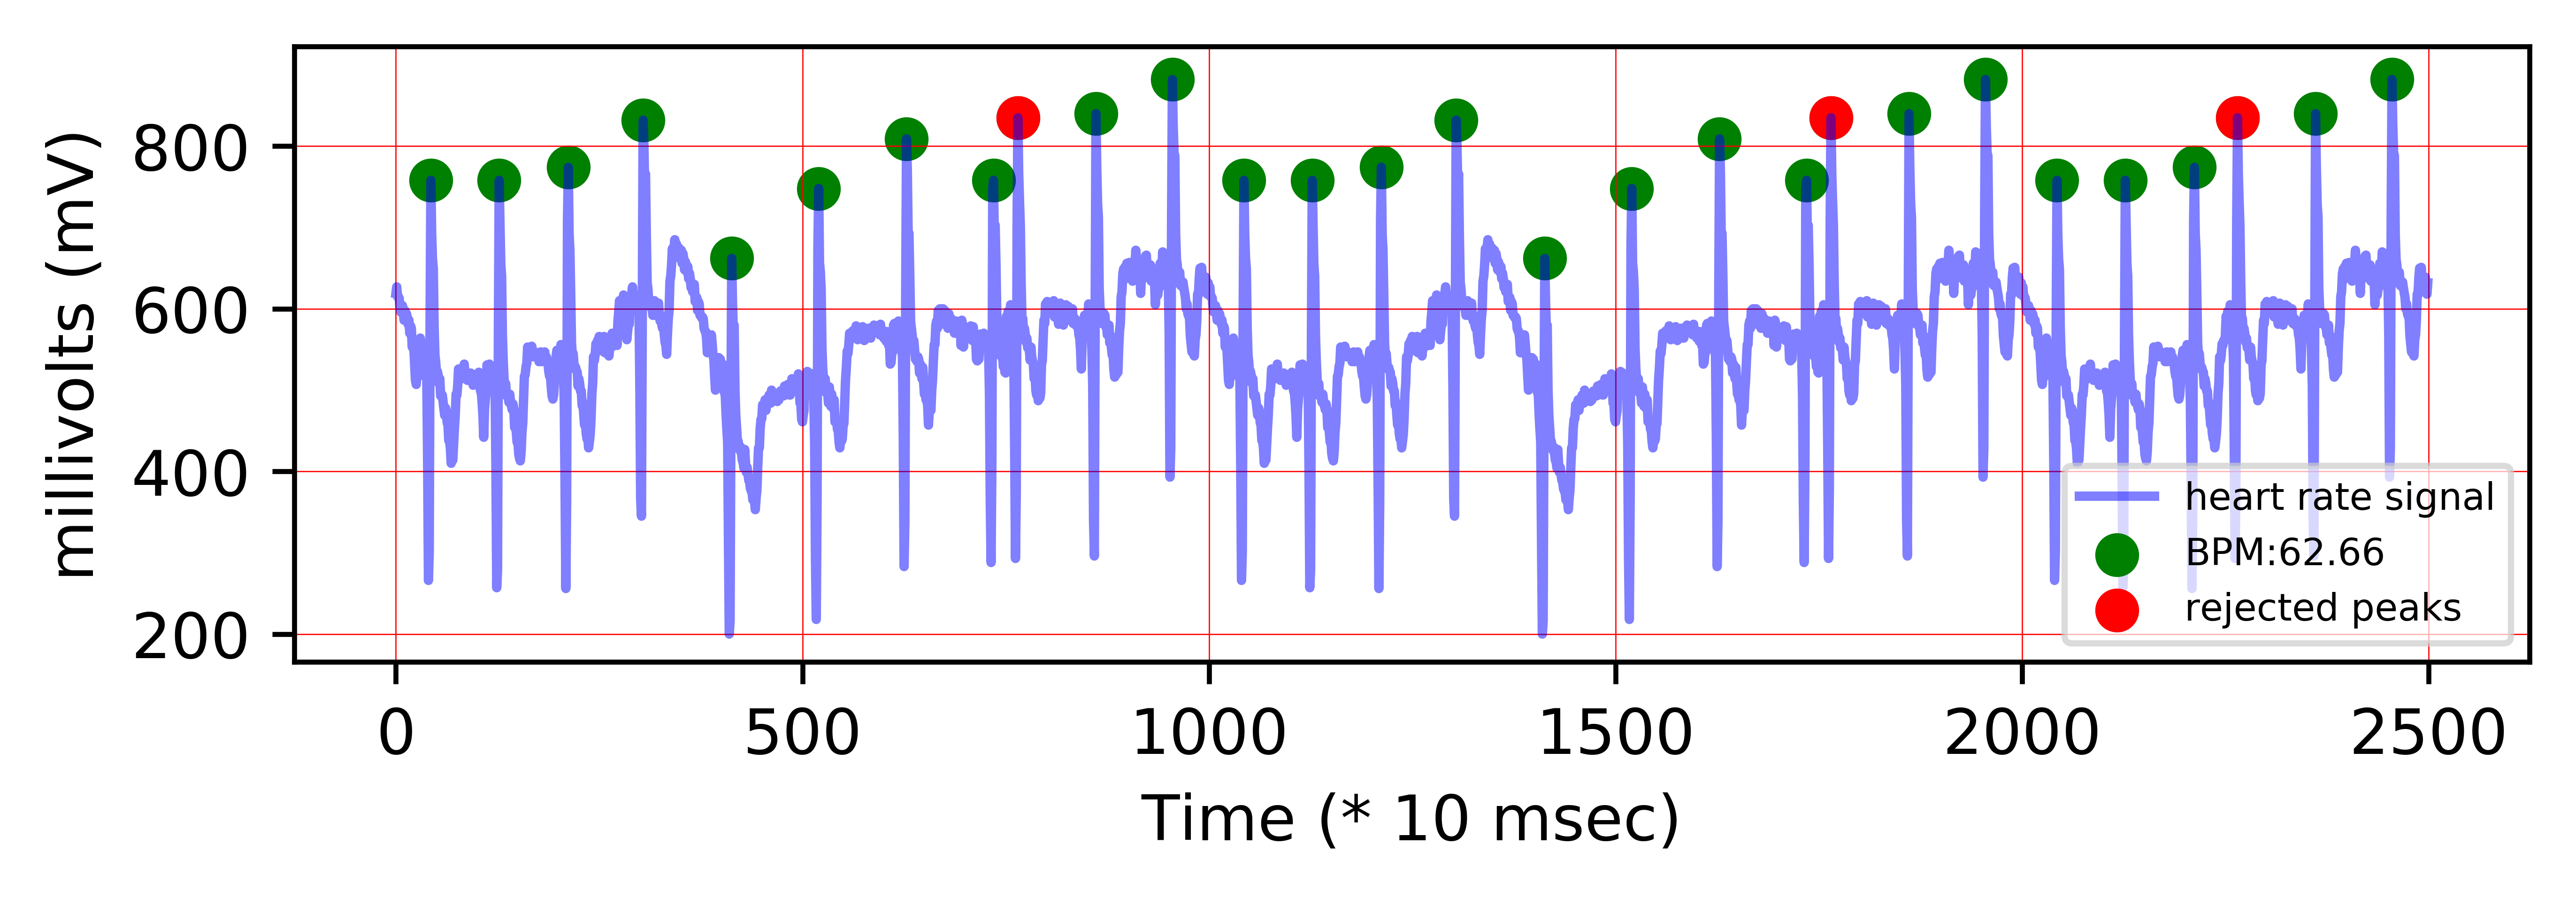 millivolts (mV)
800
600
400
200
heart rate signal
BPM:62.66
rejected peaks
0 500 1000 1500 2000 2500
Time (* 10 msec)